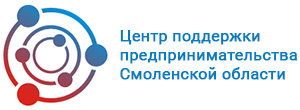 Центр поддержки
предпринимательства
Смоленской области